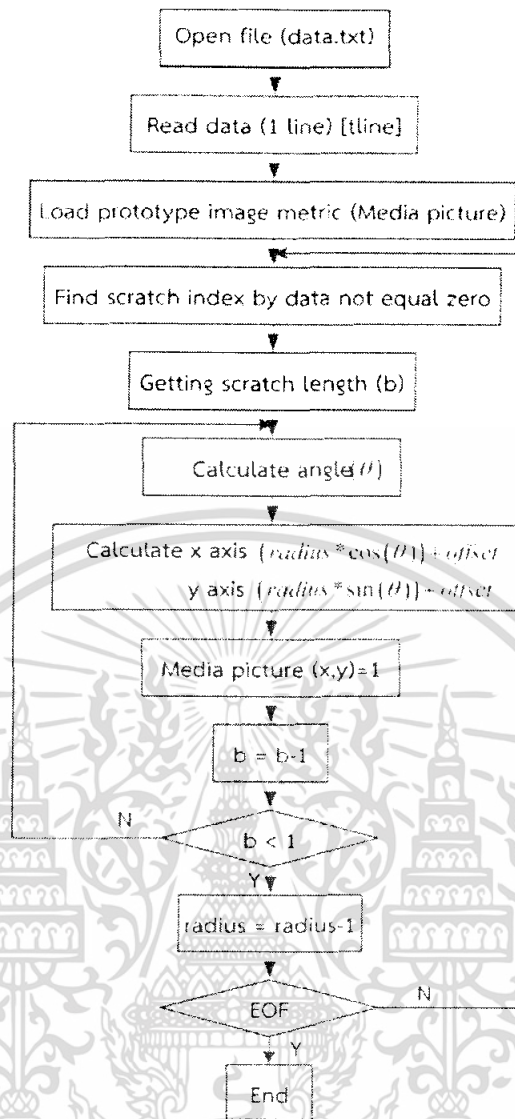 Open file (data.txt)
Read data (1 line) [tline]
Load prototype image metric (Media picture)
Find scratch index by data not equal zero
Getting scratch length (b)
Calculate angle(θ)
Calculate x axis (radius*cos(θ))+offset
y axis (radius*sin(θ))+offset
Media picture (x,y)=1
b = b-1
N
b < 1
Y
radius = radius-1
EOF
N
Y
End